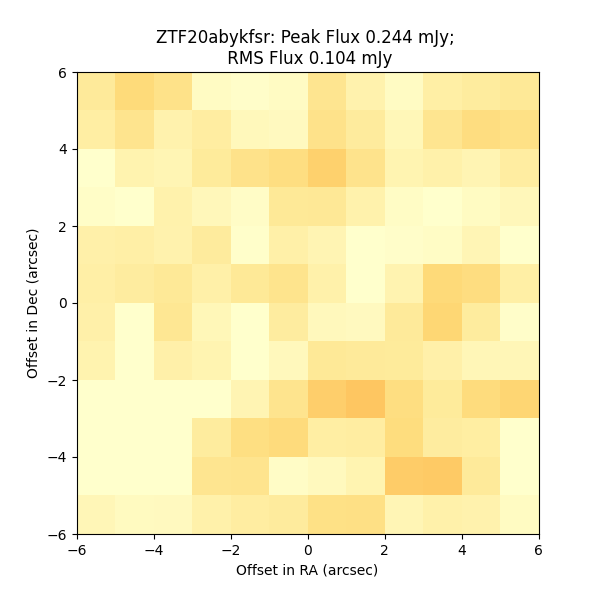 ZTF20abykfsr: Peak Flux 0.244 mJy;
RMS Flux 0.104 mJy
6
4
2
0
−2
−4
−6
Offset in Dec (arcsec)
−6 −4 −2 0 2 4 6
Offset in RA (arcsec)